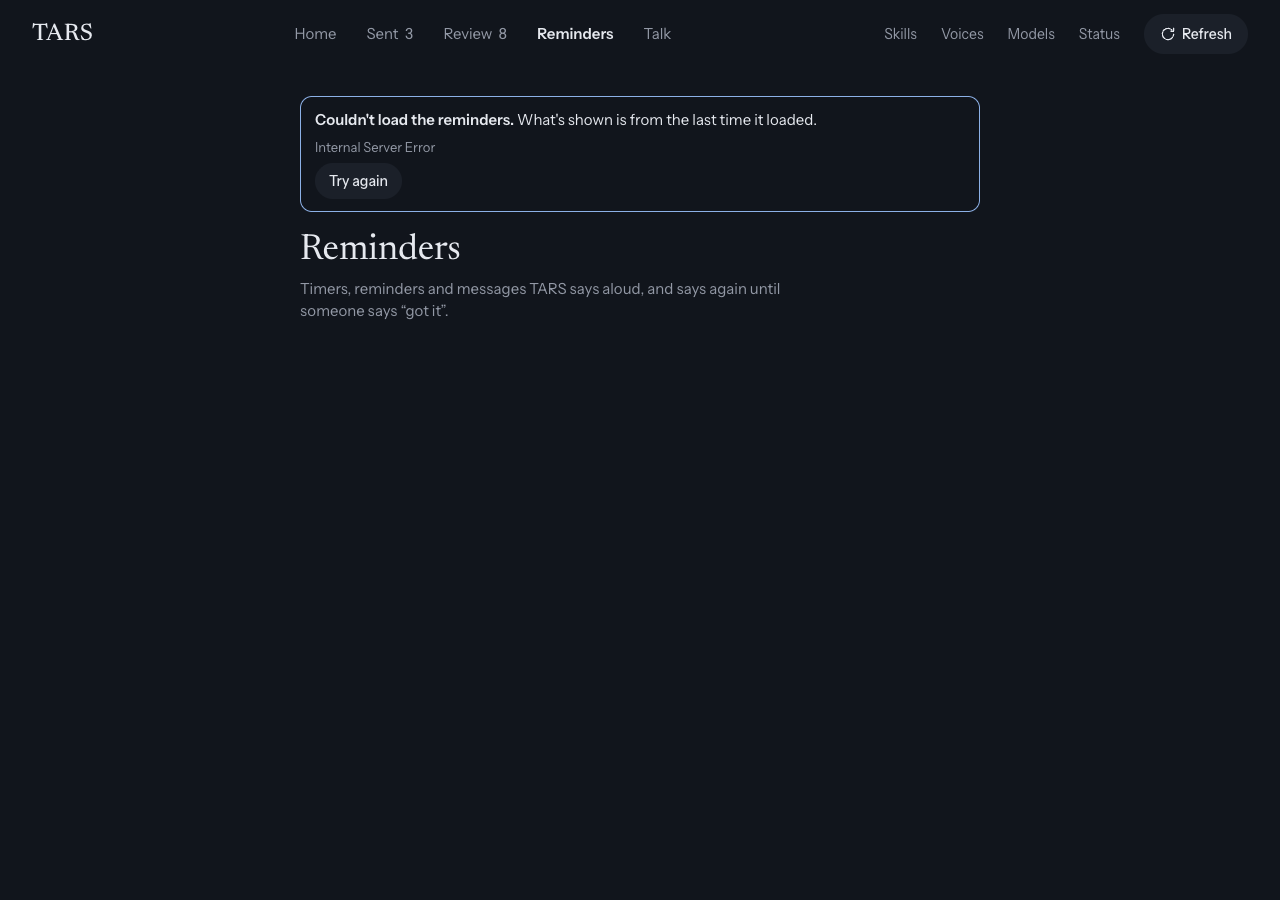 TARS
Home
Sent 3
Review 8
Reminders
Talk
Skills
Voices
Models
Status
Refresh
Couldn't load the reminders. What's shown is from the last time it loaded.
Internal Server Error
Try again
Reminders
Timers, reminders and messages TARS says aloud, and says again until
someone says “got it”.